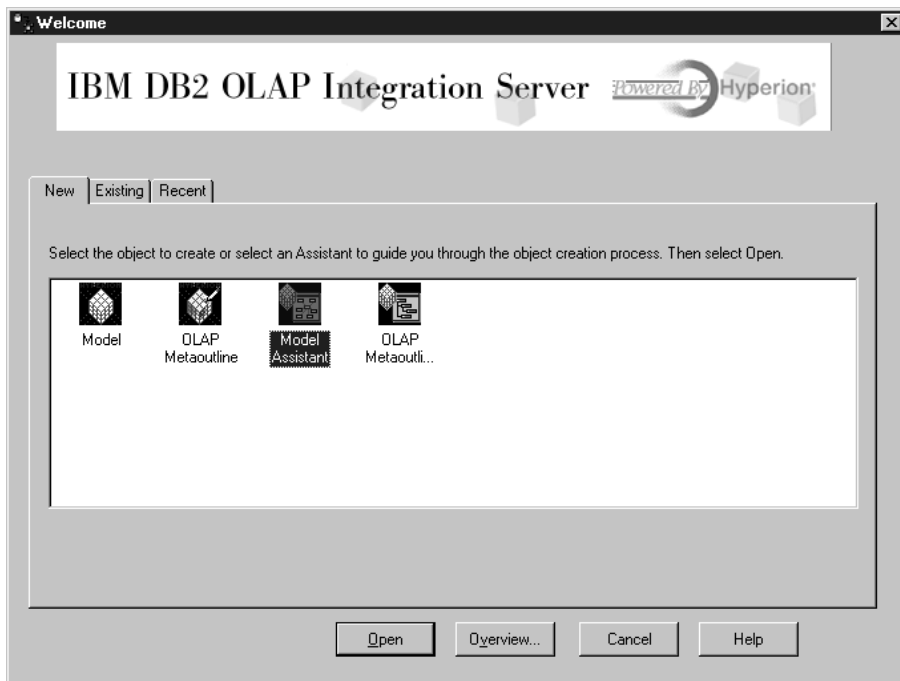 Welcome
IBM DB2 OLAP Integration Server Powered By Hyperion
New Existing Recent
Select the object to create or select an Assistant to guide you through the object creation process. Then select Open.
Model
OLAP Metaoutline
Model Assistant
OLAP Metaoutli...
Open Overview... Cancel Help